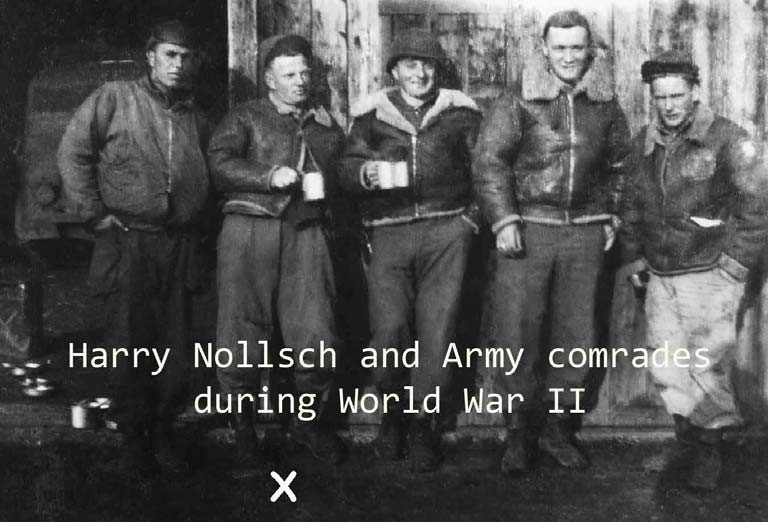 Harry Nollsch and Army comrades
during World War II
X